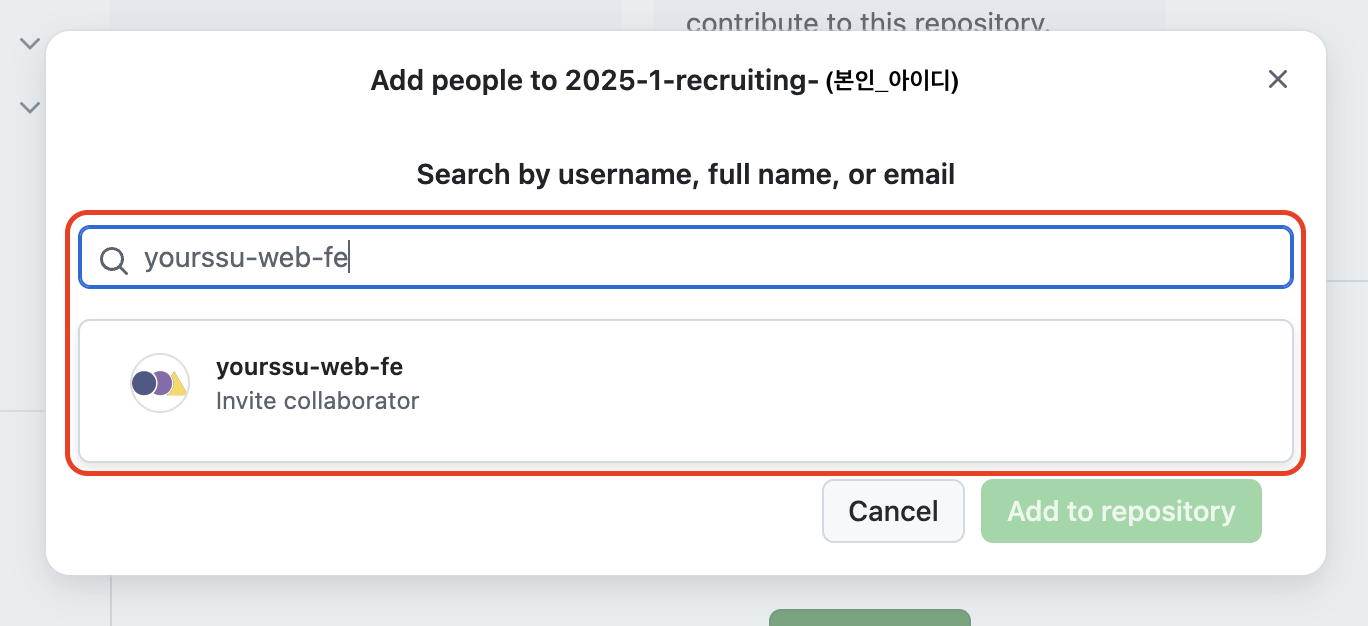 contribute to this repository.
Add people to 2025-1-recruiting- (본인_아이디)
Search by username, full name, or email
yourssu-web-fe
yourssu-web-fe
Invite collaborator
Cancel
Add to repository